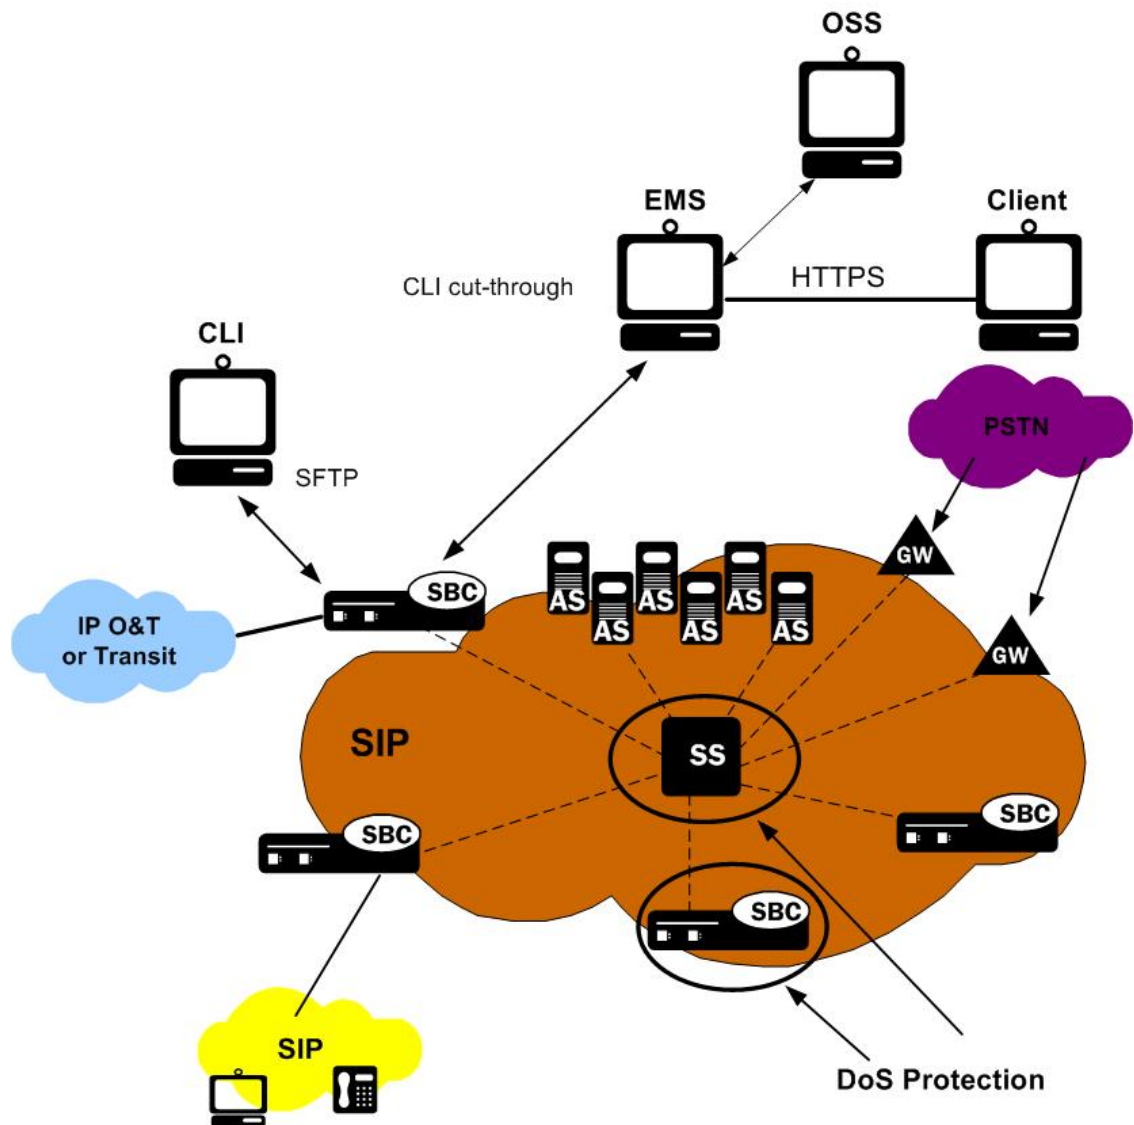 OSS
EMS
Client
CLI cut-through
HTTPS
CLI
PSTN
SFTP
GW
AS
AS
AS
SBC
AS
AS
AS
IP O&T
or Transit
GW
SIP
SS
SBC
SBC
SBC
SIP
DoS Protection